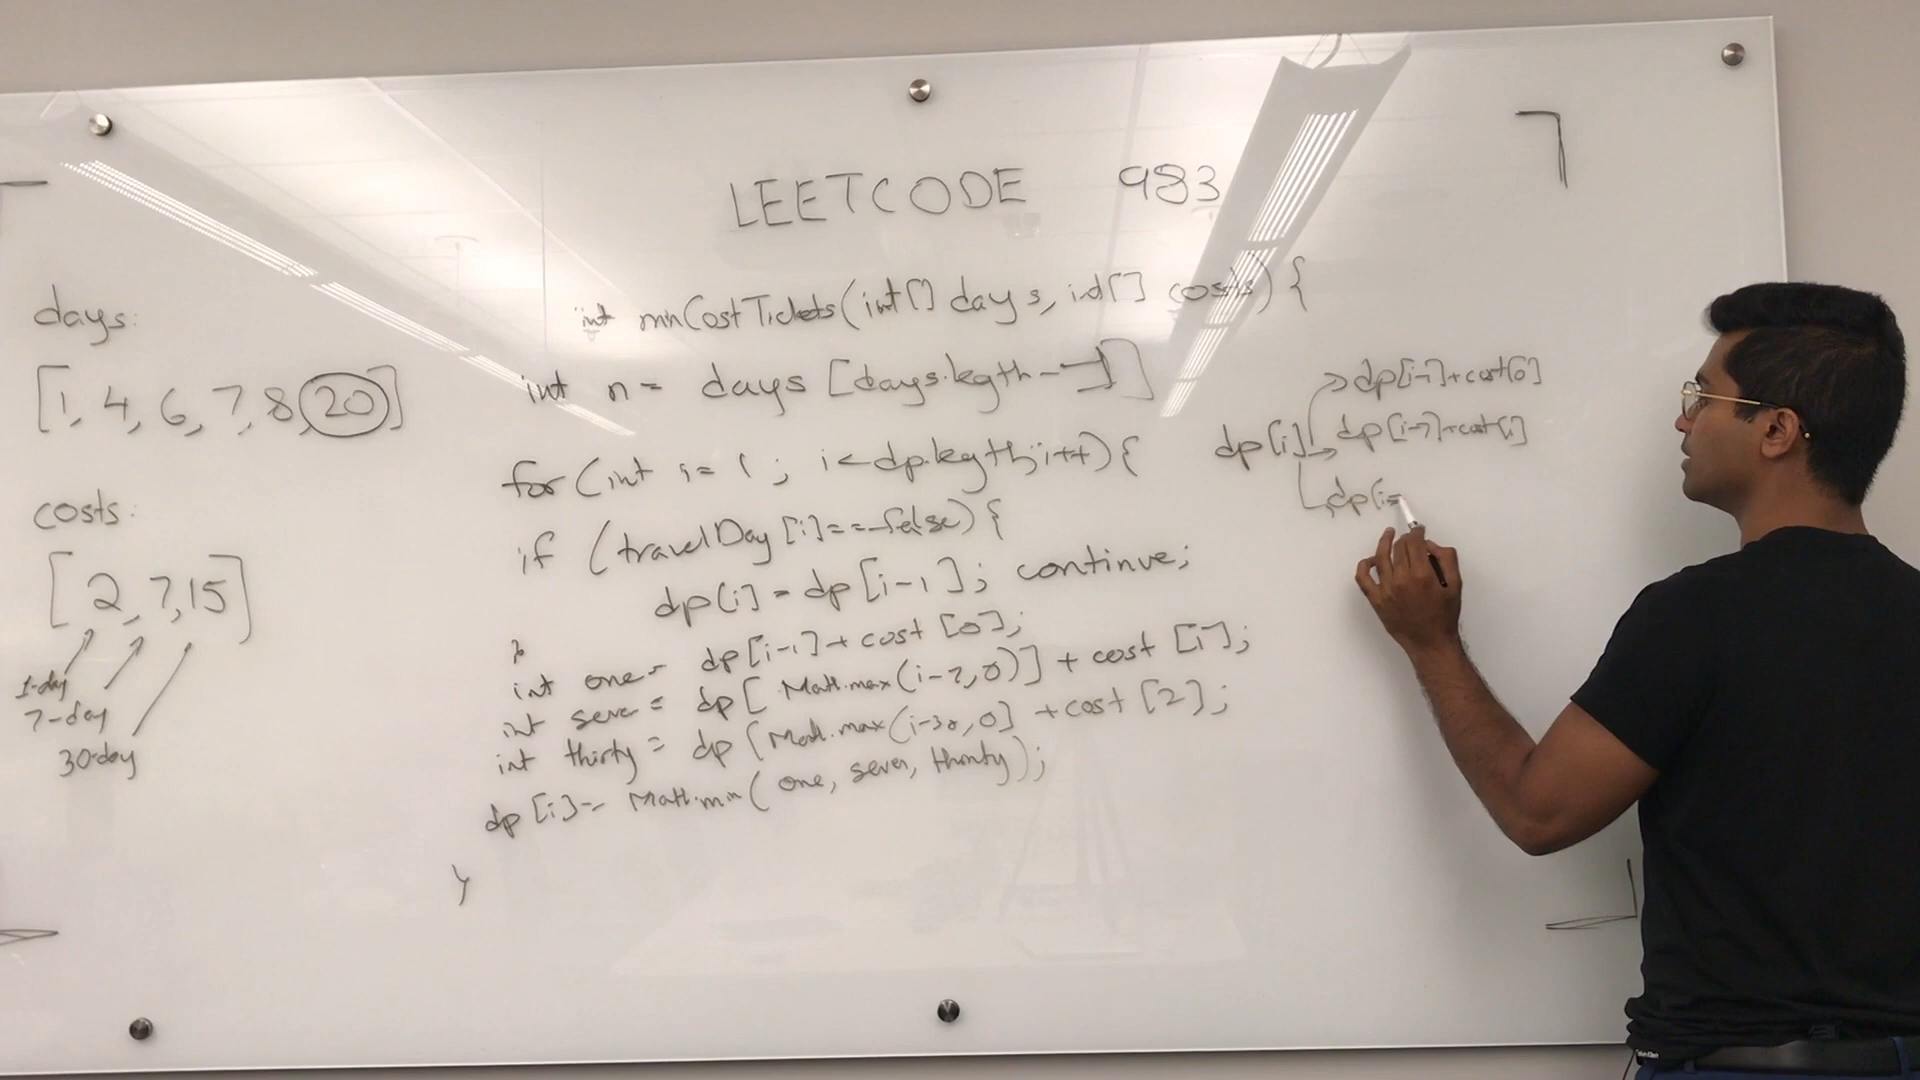 LEETCODE 983
days:
[1, 4, 6, 7, 8, 20]
costs:
[2, 7, 15]
1-day
7-day
30-day
int minCostTickets(int[] days, int[] costs) {
int n = days [days.legth - 1]
for (int i = 1 ; i < dp.legth; i++) {
if (travelDay [i] == false) {
dp[i] = dp[i-1]; continue;
}
int one = dp[i-1] + cost [0];
int seven = dp[Math.max(i-7,0)] + cost [1];
int thirty = dp [Math.max(i-30,0] + cost [2];
dp [i] = Math.min( one, seven, thirty);
}
dp[i-1]+cost[0]
dp[i] dp[i-7]+cost[1]
dp[i-